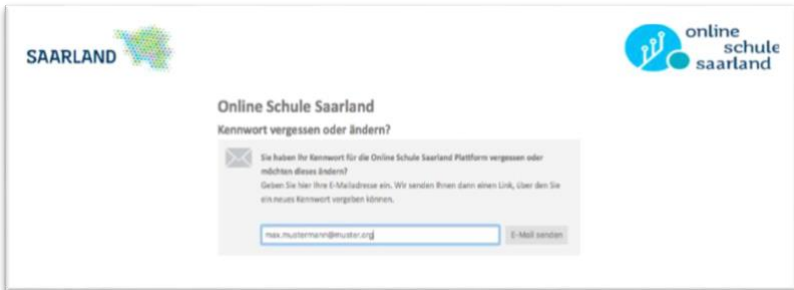 SAARLAND
online
schule
saarland
Online Schule Saarland
Kennwort vergessen oder ändern?
Sie haben Ihr Kennwort für die Online Schule Saarland Plattform vergessen oder
möchten dieses ändern?
Geben Sie hier Ihre E-Mailadresse ein. Wir senden Ihnen dann einen Link, über den Sie
ein neues Kennwort vergeben können.
max.mustermann@muster.org
E-Mail senden